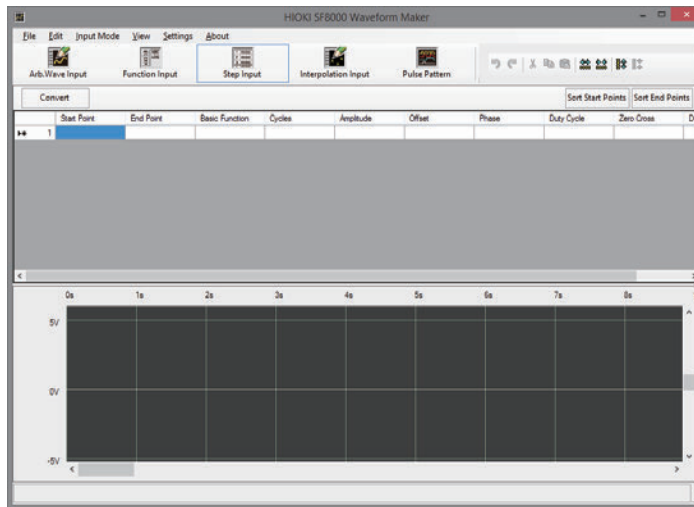 HIOKI SF8000 Waveform Maker
File Edit Input Mode View Settings About
Arb.Wave Input Function Input Step Input Interpolation Input Pulse Pattern
Convert Sort Start Points Sort End Points
Start Point End Point Basic Function Cycles Amplitude Offset Phase Duty Cycle Zero Cross D
1
0s 1s 2s 3s 4s 5s 6s 7s 8s
5V
0V
-5V